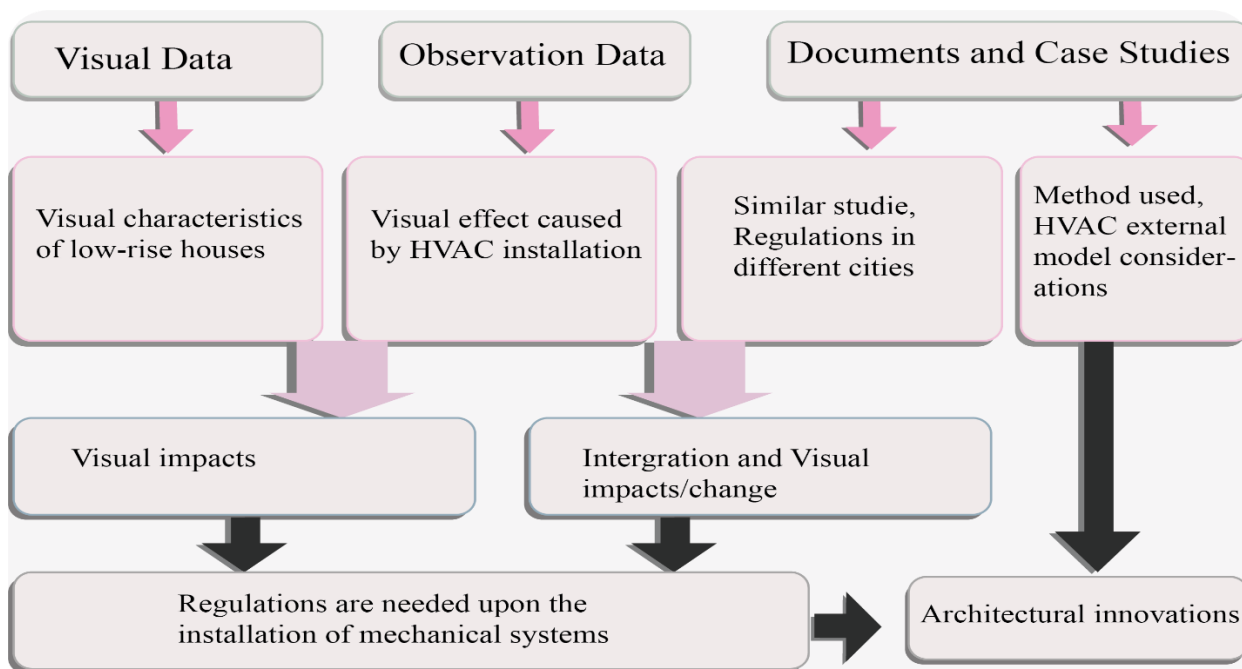 Visual Data
Observation Data
Documents and Case Studies
Visual characteristics
of low-rise houses
Visual effect caused
by HVAC installation
Similar studie,
Regulations in
different cities
Method used,
HVAC external
model consider-
ations
Visual impacts
Intergration and Visual
impacts/change
Regulations are needed upon the
installation of mechanical systems
Architectural innovations